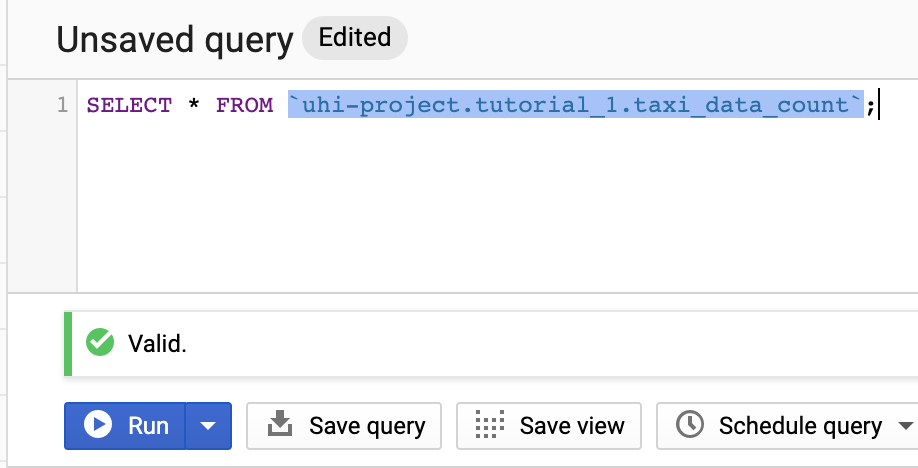 Unsaved query Edited
1 SELECT * FROM `uhi-project.tutorial_1.taxi_data_count`;
Valid.
Run Save query Save view Schedule query